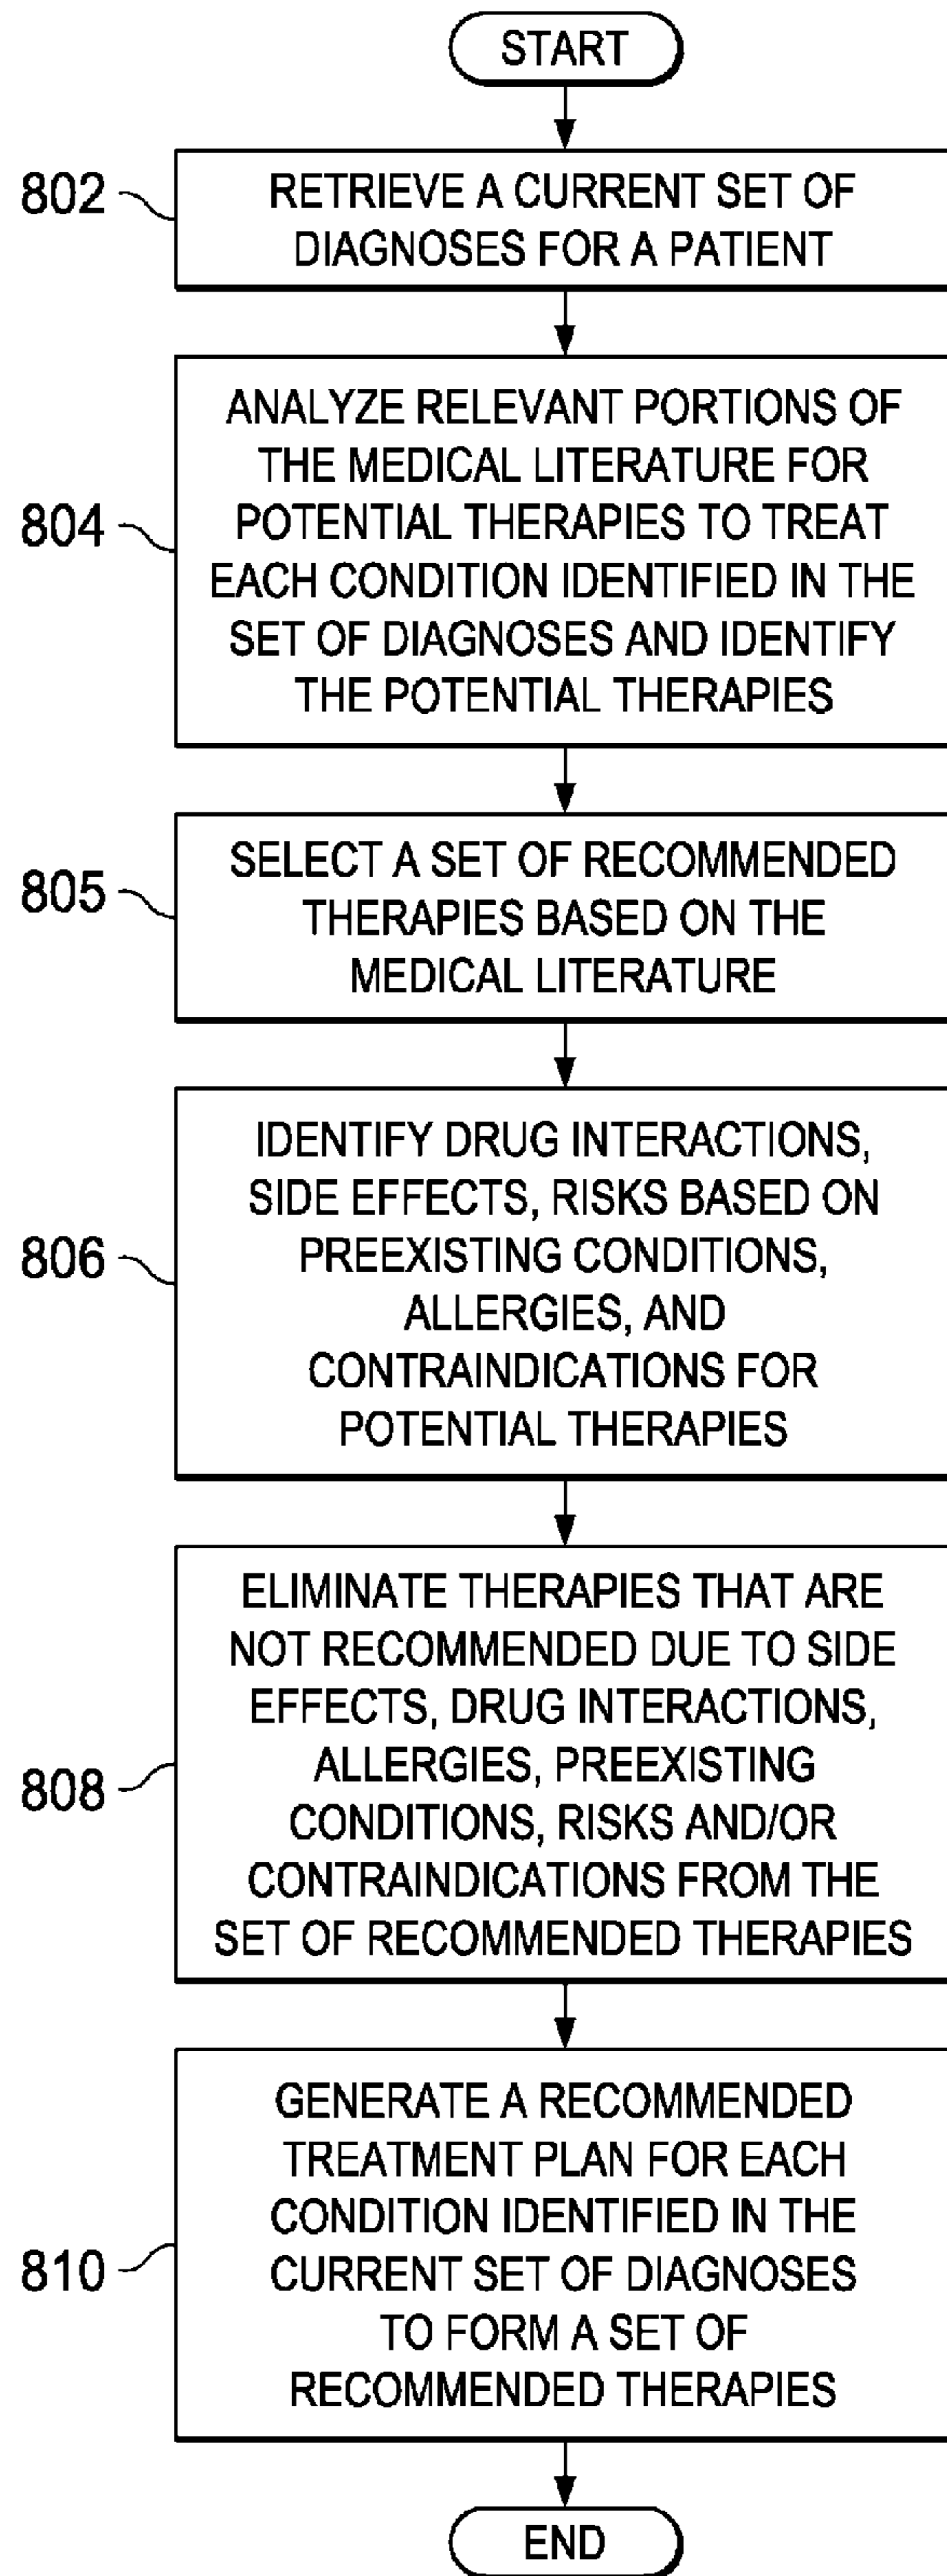 START
802
RETRIEVE A CURRENT SET OF
DIAGNOSES FOR A PATIENT
804
ANALYZE RELEVANT PORTIONS OF
THE MEDICAL LITERATURE FOR
POTENTIAL THERAPIES TO TREAT
EACH CONDITION IDENTIFIED IN THE
SET OF DIAGNOSES AND IDENTIFY
THE POTENTIAL THERAPIES
805
SELECT A SET OF RECOMMENDED
THERAPIES BASED ON THE
MEDICAL LITERATURE
806
IDENTIFY DRUG INTERACTIONS,
SIDE EFFECTS, RISKS BASED ON
PREEXISTING CONDITIONS,
ALLERGIES, AND
CONTRAINDICATIONS FOR
POTENTIAL THERAPIES
808
ELIMINATE THERAPIES THAT ARE
NOT RECOMMENDED DUE TO SIDE
EFFECTS, DRUG INTERACTIONS,
ALLERGIES, PREEXISTING
CONDITIONS, RISKS AND/OR
CONTRAINDICATIONS FROM THE
SET OF RECOMMENDED THERAPIES
810
GENERATE A RECOMMENDED
TREATMENT PLAN FOR EACH
CONDITION IDENTIFIED IN THE
CURRENT SET OF DIAGNOSES
TO FORM A SET OF
RECOMMENDED THERAPIES
END